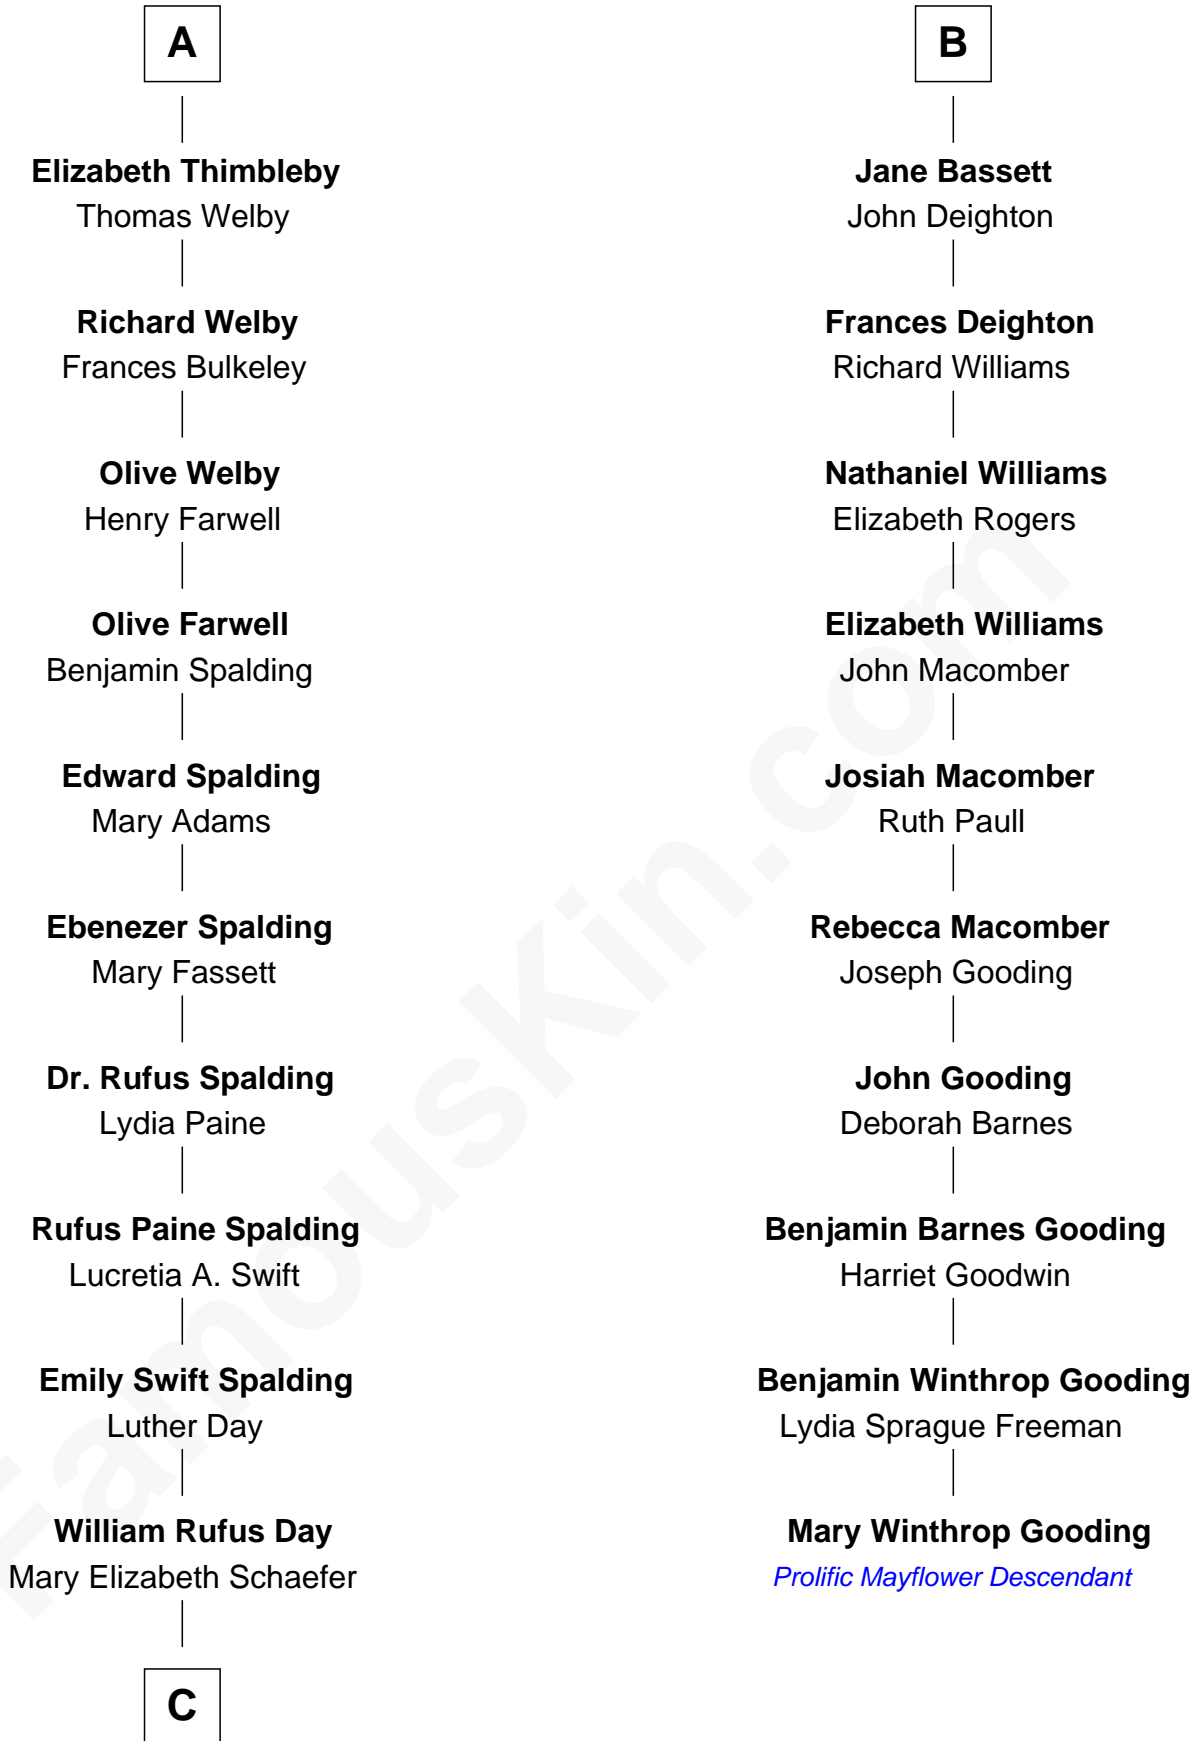 A
Elizabeth Thimbleby
Thomas Welby
Richard Welby
Frances Bulkeley
Olive Welby
Henry Farwell
Olive Farwell
Benjamin Spalding
Edward Spalding
Mary Adams
Ebenezer Spalding
Mary Fassett
Dr. Rufus Spalding
Lydia Paine
Rufus Paine Spalding
Lucretia A. Swift
Emily Swift Spalding
Luther Day
William Rufus Day
Mary Elizabeth Schaefer
C
B
Jane Bassett
John Deighton
Frances Deighton
Richard Williams
Nathaniel Williams
Elizabeth Rogers
Elizabeth Williams
John Macomber
Josiah Macomber
Ruth Paull
Rebecca Macomber
Joseph Gooding
John Gooding
Deborah Barnes
Benjamin Barnes Gooding
Harriet Goodwin
Benjamin Winthrop Gooding
Lydia Sprague Freeman
Mary Winthrop Gooding
Prolific Mayflower Descendant
FamousKin.com